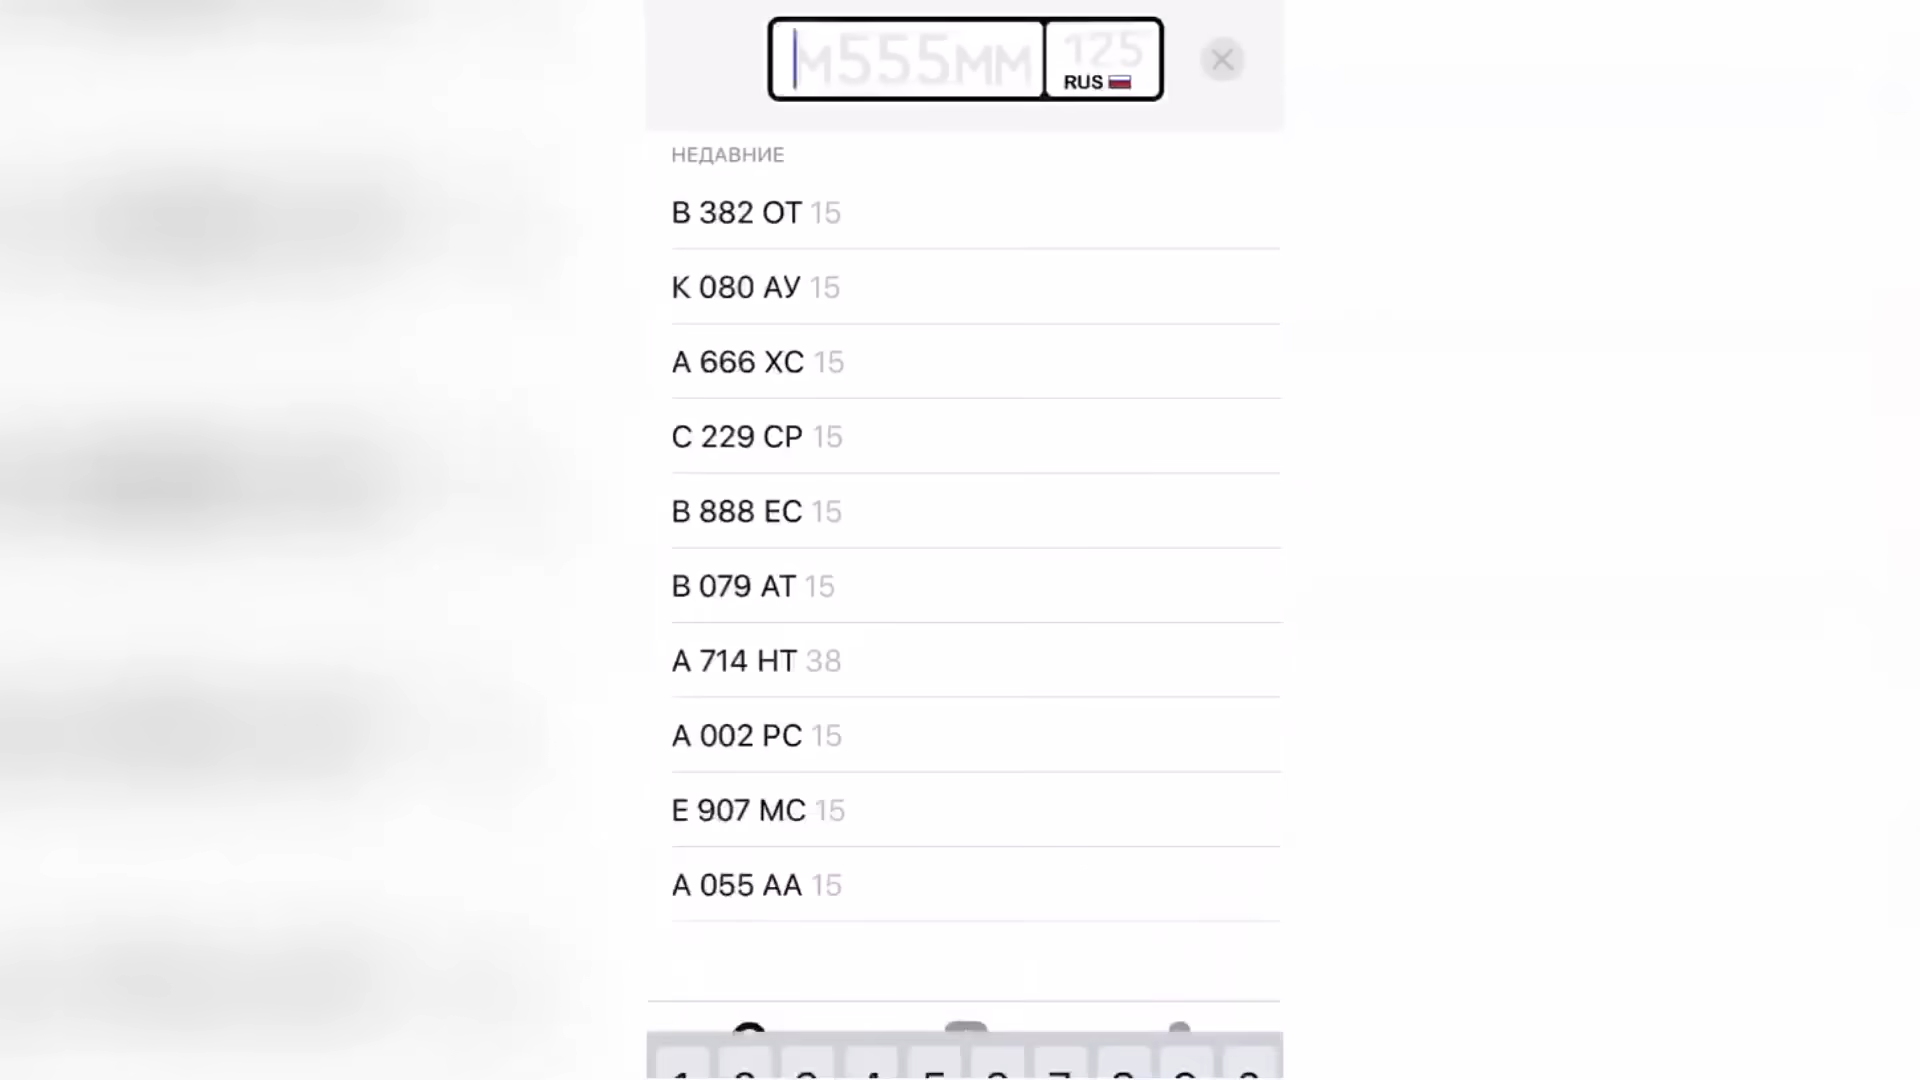 М555ММ 125
RUS
НЕДАВНИЕ
В 382 ОТ 15
К 080 АУ 15
А 666 ХС 15
С 229 СР 15
В 888 ЕС 15
В 079 АТ 15
А 714 НТ 38
А 002 РС 15
Е 907 МС 15
А 055 АА 15